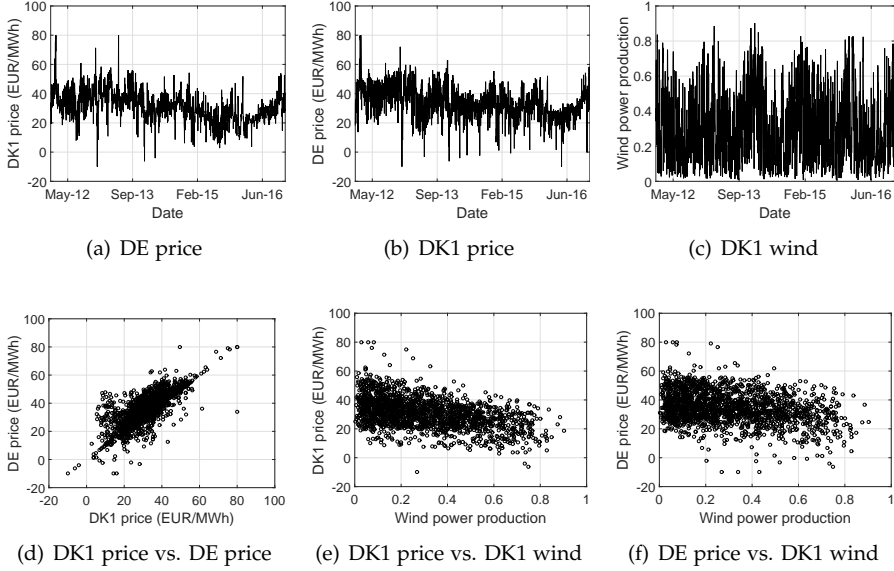 100
80
60
40
20
0
-20
DK1 price (EUR/MWh)
May-12 Sep-13 Feb-15 Jun-16
Date
(a) DE price
100
80
60
40
20
0
-20
DE price (EUR/MWh)
May-12 Sep-13 Feb-15 Jun-16
Date
(b) DK1 price
1
0.8
0.6
0.4
0.2
0
Wind power production
May-12 Sep-13 Feb-15 Jun-16
Date
(c) DK1 wind
100
80
60
40
20
0
-20
DE price (EUR/MWh)
-20 0 20 40 60 80 100
DK1 price (EUR/MWh)
(d) DK1 price vs. DE price
100
80
60
40
20
0
-20
DK1 price (EUR/MWh)
0 0.2 0.4 0.6 0.8 1
Wind power production
(e) DK1 price vs. DK1 wind
100
80
60
40
20
0
-20
DE price (EUR/MWh)
0 0.2 0.4 0.6 0.8 1
Wind power production
(f) DE price vs. DK1 wind